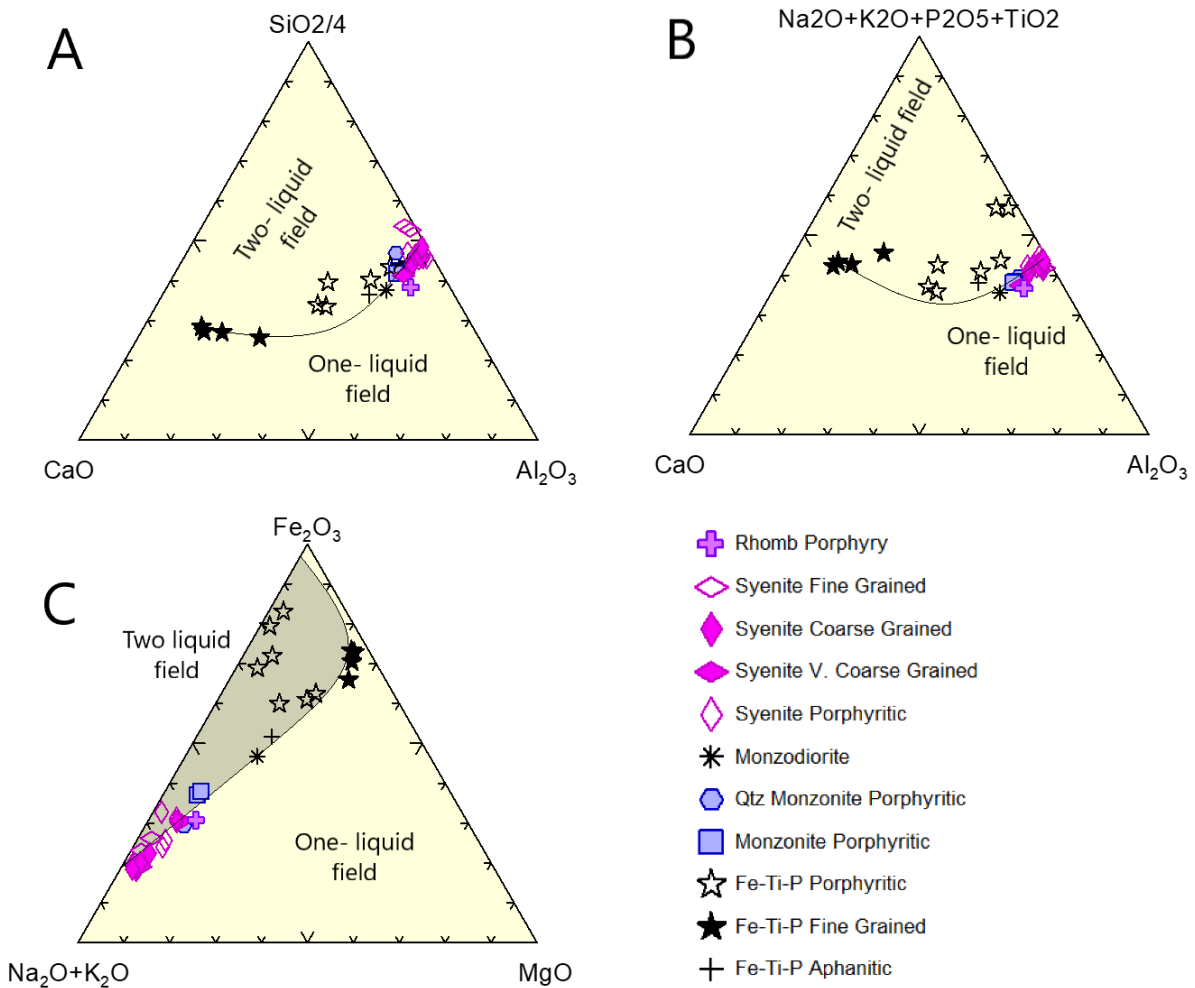 A
SiO2/4
Two- liquid
field
One- liquid
field
CaO
Al₂O₃
B
Na2O+K2O+P2O5+TiO2
Two- liquid field
One- liquid
field
CaO
Al₂O₃
C
Fe₂O₃
Two liquid
field
One- liquid
field
Na₂O+K₂O
MgO
Rhomb Porphyry
Syenite Fine Grained
Syenite Coarse Grained
Syenite V. Coarse Grained
Syenite Porphyritic
Monzodiorite
Qtz Monzonite Porphyritic
Monzonite Porphyritic
Fe-Ti-P Porphyritic
Fe-Ti-P Fine Grained
Fe-Ti-P Aphanitic